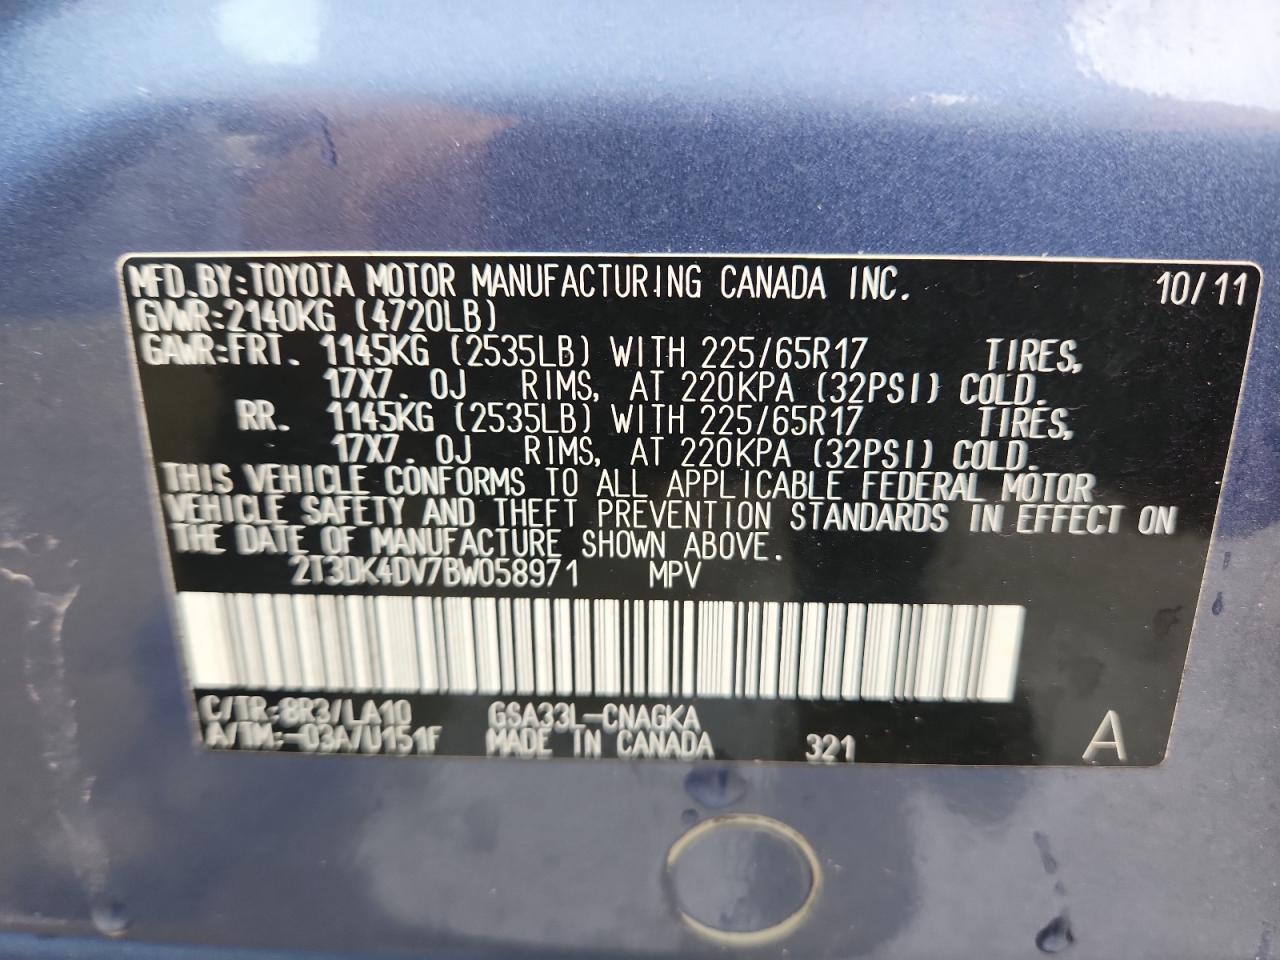 MFD.BY:TOYOTA MOTOR MANUFACTURING CANADA INC. 10/11
GVWR:2140KG (4720LB)
GAWR:FRT. 1145KG (2535LB) WITH 225/65R17 TIRES,
17X7.0J RIMS, AT 220KPA (32PSI) COLD.
RR. 1145KG (2535LB) WITH 225/65R17 TIRES,
17X7.0J RIMS, AT 220KPA (32PSI) COLD.
THIS VEHICLE CONFORMS TO ALL APPLICABLE FEDERAL MOTOR
VEHICLE SAFETY AND THEFT PREVENTION STANDARDS IN EFFECT ON
THE DATE OF MANUFACTURE SHOWN ABOVE.
2T3DK4DV7BW058971 MPV
C/TR:8R3/LA10 GSA33L-CNAGKA
A/TM:-03A/U151F MADE IN CANADA 321 A